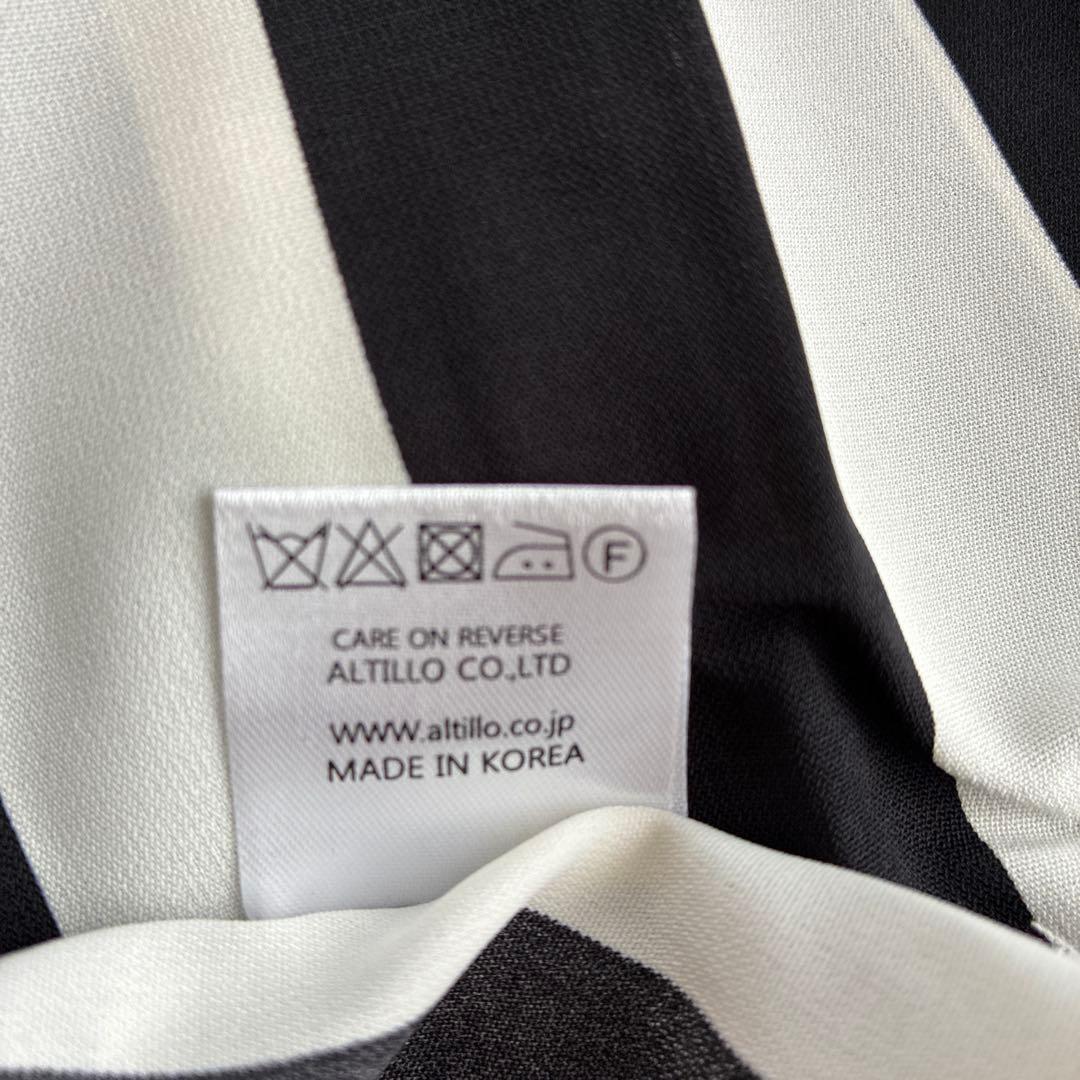 F
CARE ON REVERSE
ALTILLO CO.,LTD
WWW.altillo.co.jp
MADE IN KOREA